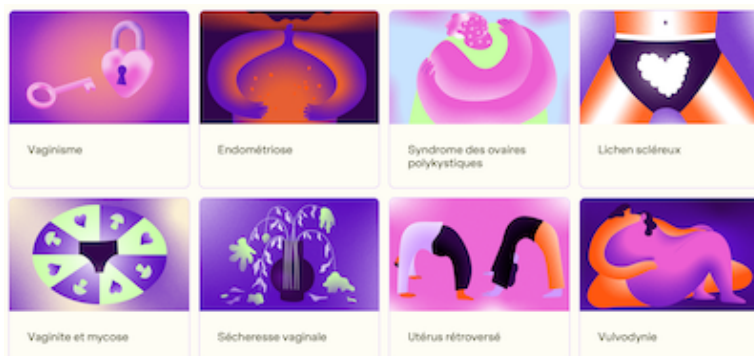 Vaginisme
Endométriose
Syndrome des ovaires
polykystiques
Lichen scléreux
Vaginite et mycose
Sécheresse vaginale
Utérus rétroversé
Vulvodynie